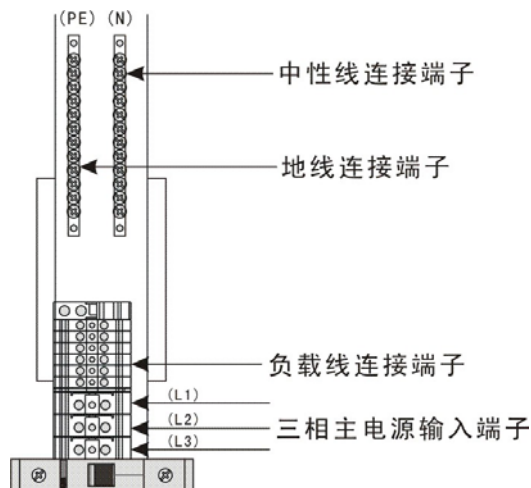 (PE) (N)
中性线连接端子
地线连接端子
负载线连接端子
(L1)
(L2)
三相主电源输入端子
(L3)